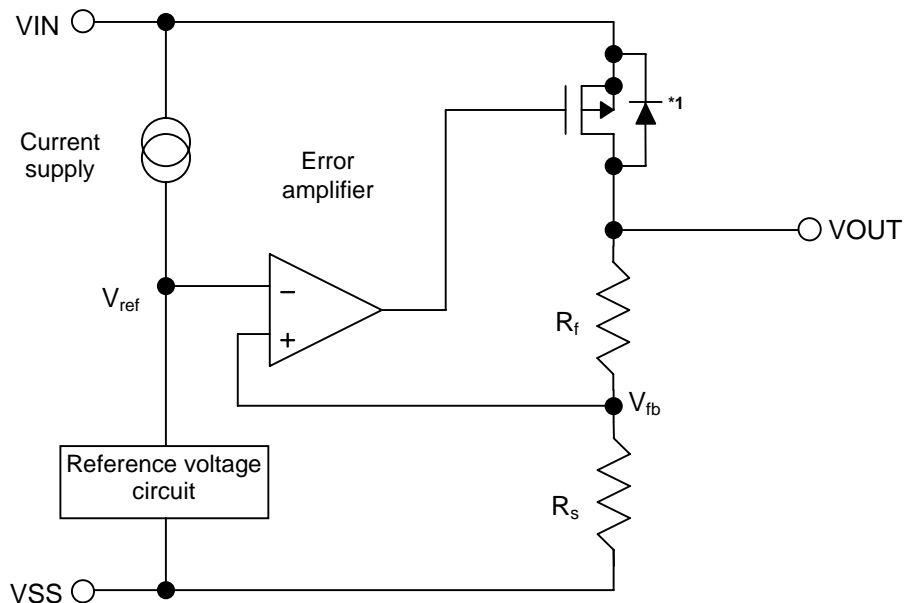 VIN
*1
Current
supply
Error
amplifier
VOUT
Vref
−
+
Rf
Vfb
Reference voltage
circuit
Rs
VSS